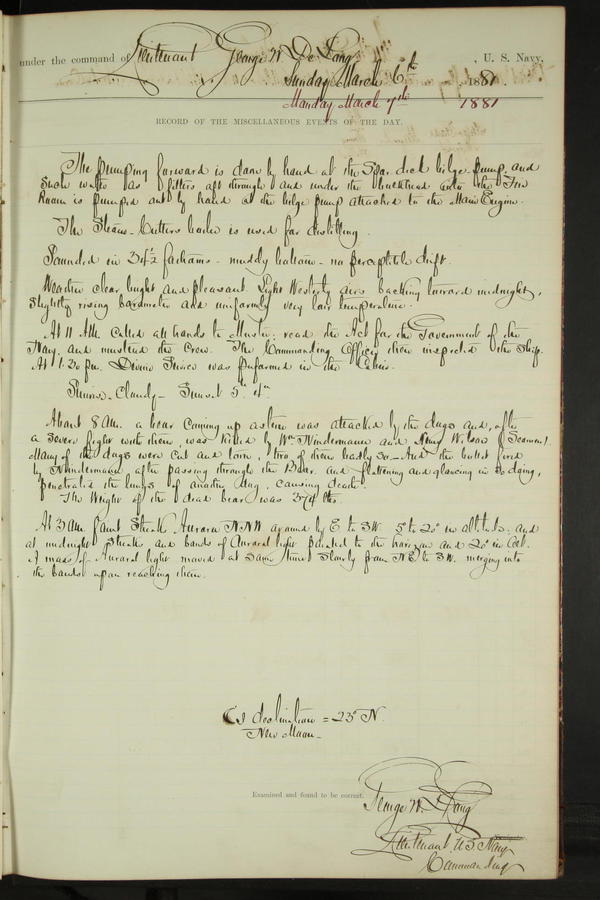 under the command of Lieutenant George W De Long, U. S. Navy,
Sunday March 6th, 1881.
Monday March 7th 1881
RECORD OF THE MISCELLANEOUS EVENTS OF THE DAY.
The pumping forward is done by hand at the Spar deck bilge pump, and
such water as filters aft through and under the bulkhead into the Fire
Room is pumped out by hand at the bilge pump attached to the Main Engine.
The Steam-Cutters boiler is used for distilling.
Sounded in 34½ fathoms - muddy bottom - no perceptible drift.
Weather clear bright and pleasant. Light Westerly airs backing toward midnight,
slightly rising barometer and uniformly very low temperature.
At 11 AM called all hands to Muster, read the Act for the Government of the
Navy, and mustered the Crew. The Commanding Officer then inspected the Ship.
At 1.30 pm. Divine Service was performed in the Cabin.
Sunrise - Cloudy - Sunset 5h 4m
About 8 AM. a bear coming up astern was attacked by the dogs and, after
a severe fight with them, was killed by Wm Nindermann and Henry Wilson (Seamen).
Many of the dogs were cut and torn, two of them badly so - And the bullet fired
by Nindermann, after passing through the bear, and flattening and glancing in so doing,
penetrated the lungs of another dog, causing death.
The Weight of the dead bear was 374 lbs.
At 3 AM faint Streak Aurora NNW around by E to SW. 5° to 20° in altitude. and
at midnight Streak and bands of Auroral light parallel to the horizon and 20° in
A mass of Auroral light moved at same time slowly from NE to SW. merging into
the bands upon reaching them.
☾'s declination = 23° N.
New Moon -
Examined and found to be correct.
George W. De Long
Lieutenant U S Navy
Commanding